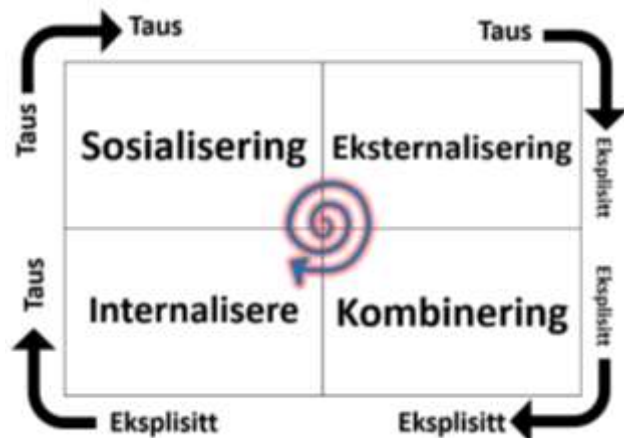 Taus
Taus
Taus
Eksplisitt
Sosialisering
Eksternalisering
Taus
Internalisere
Kombinering
Eksplisitt
Eksplisitt
Eksplisitt